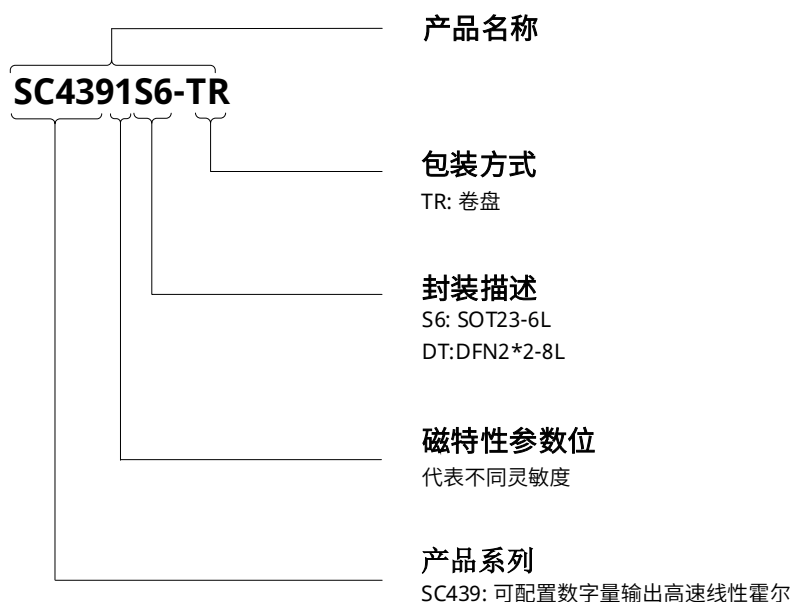 产品名称
SC4391S6-TR
包装方式
TR: 卷盘
封装描述
S6: SOT23-6L
DT:DFN2*2-8L
磁特性参数位
代表不同灵敏度
产品系列
SC439: 可配置数字量输出高速线性霍尔